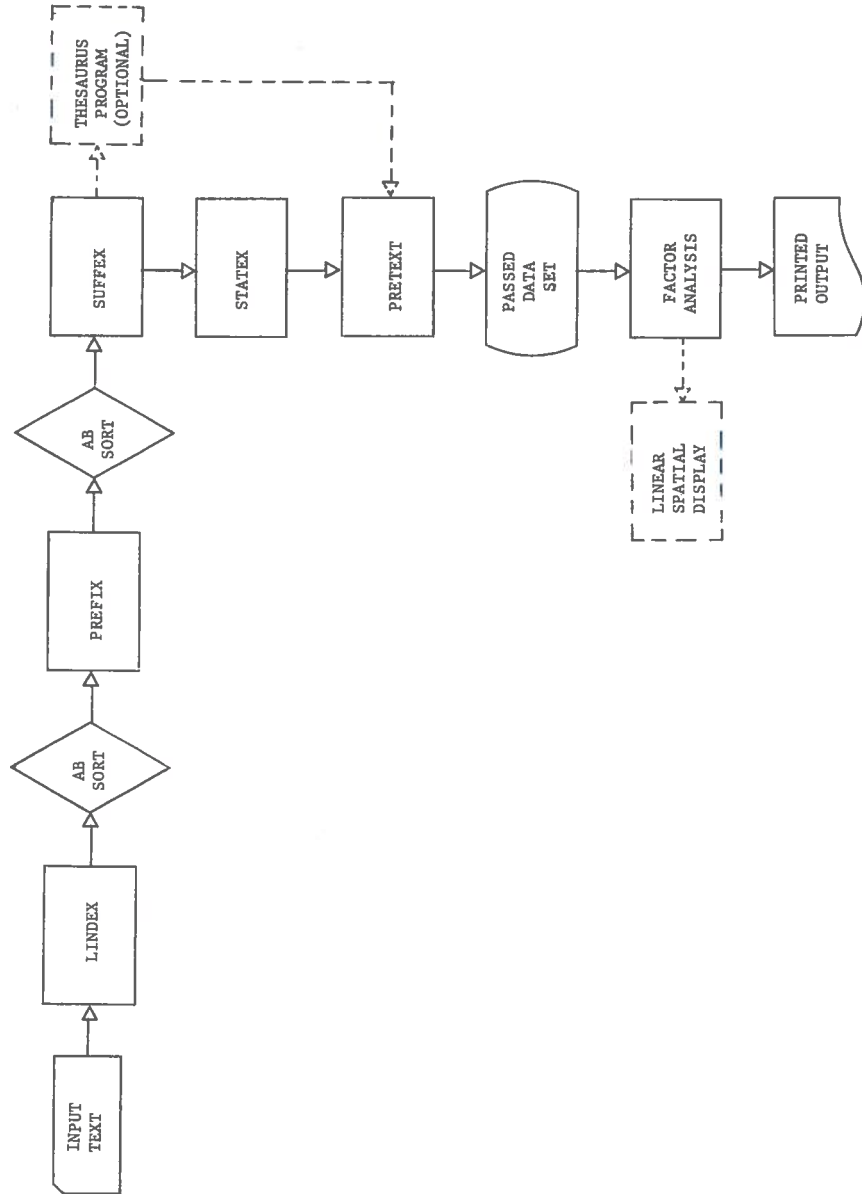 INPUT
TEXT
LINDEX
AB
SORT
PREFIX
AB
SORT
SUFFEX
THESAURUS
PROGRAM
(OPTIONAL)
STATEX
PRETEXT
PASSED
DATA
SET
FACTOR
ANALYSIS
LINEAR
SPATIAL
DISPLAY
PRINTED
OUTPUT